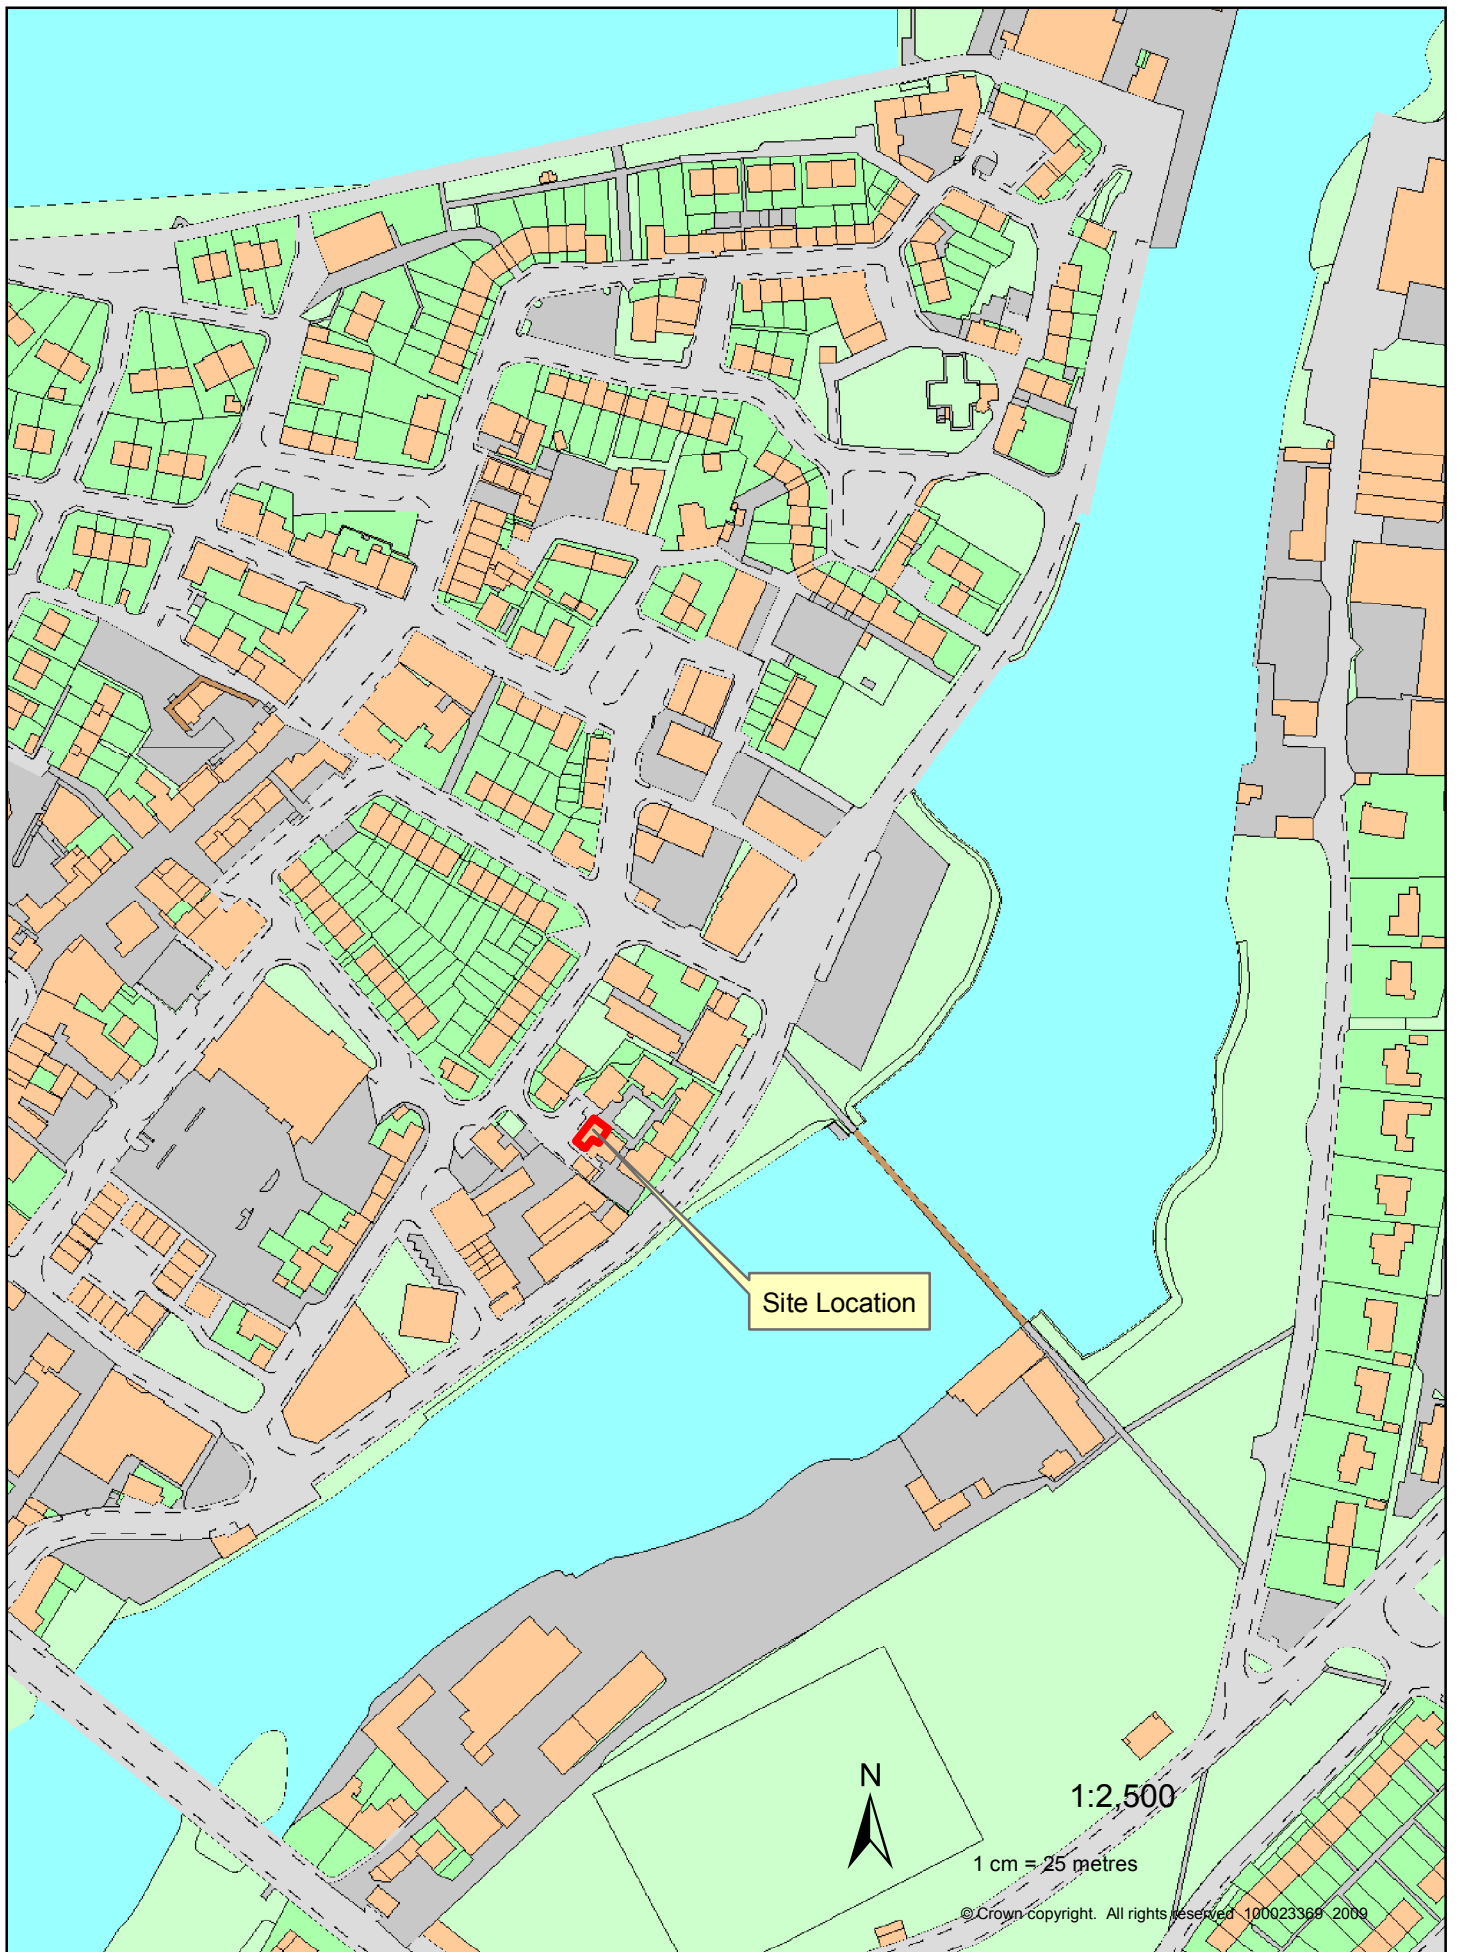 Site Location
N
1:2,500
1 cm = 25 metres
© Crown copyright. All rights reserved 100023369 2009